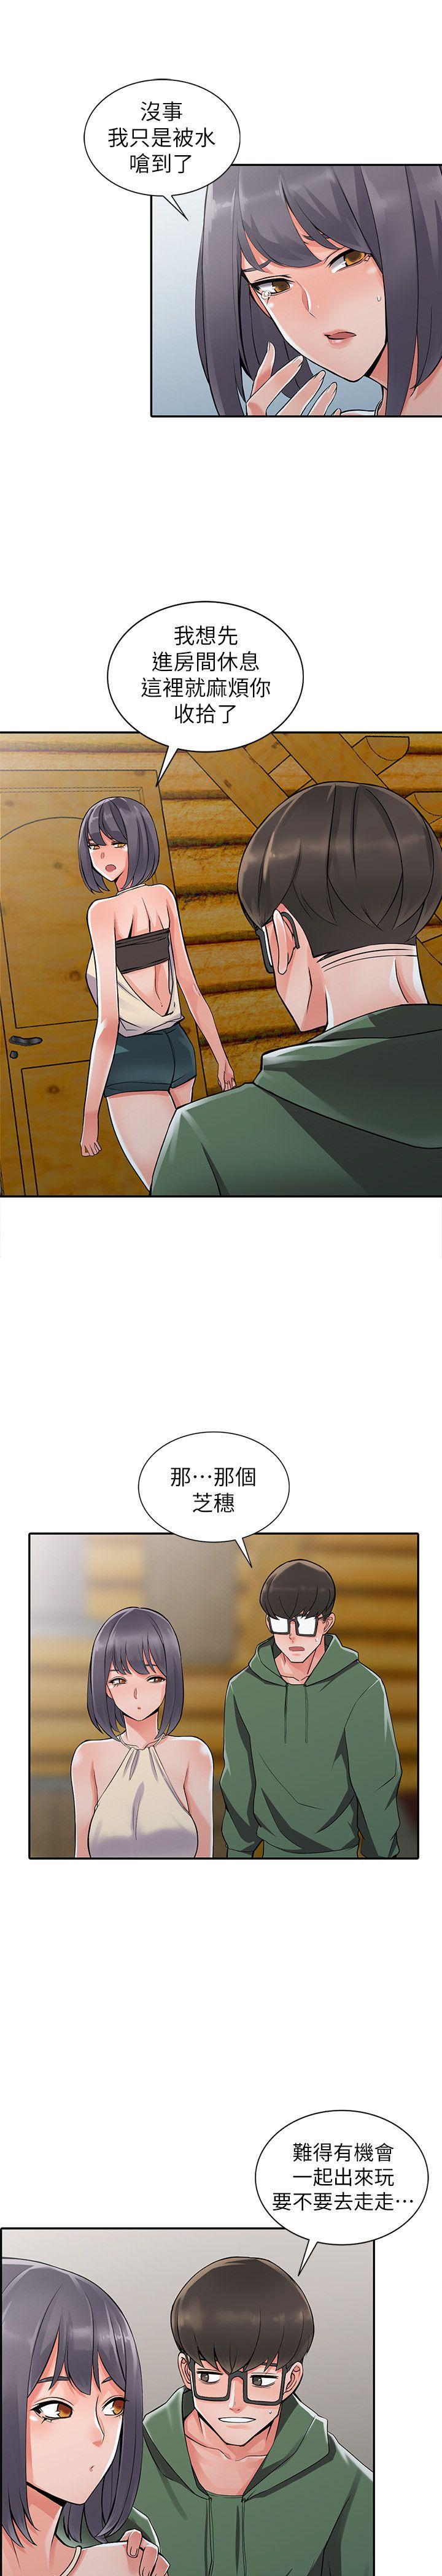 沒事
我只是被水
嗆到了
我想先
進房間休息
這裡就麻煩你
收拾了
那…那個
芝穗
難得有機會
一起出來玩
要不要去走走…